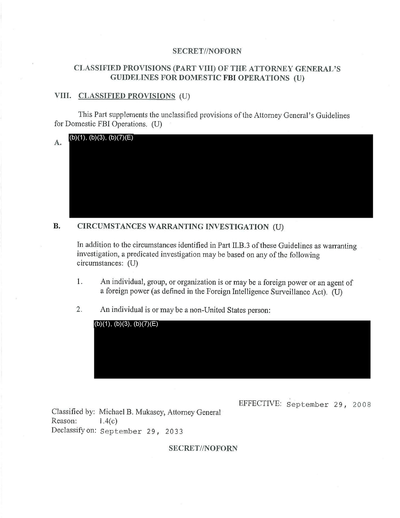 SECRET//NOFORN
CLASSIFIED PROVISIONS (PART VIII) OF THE ATTORNEY GENERAL'S
GUIDELINES FOR DOMESTIC FBI OPERATIONS (U)
VIII. CLASSIFIED PROVISIONS (U)
This Part supplements the unclassified provisions of the Attorney General's Guidelines
for Domestic FBI Operations. (U)
(b)(1), (b)(3), (b)(7)(E)
A.
B. CIRCUMSTANCES WARRANTING INVESTIGATION (U)
In addition to the circumstances identified in Part II.B.3 of these Guidelines as warranting
investigation, a predicated investigation may be based on any of the following
circumstances: (U)
1. An individual, group, or organization is or may be a foreign power or an agent of
a foreign power (as defined in the Foreign Intelligence Surveillance Act). (U)
2. An individual is or may be a non-United States person:
(b)(1), (b)(3), (b)(7)(E)
EFFECTIVE: September 29, 2008
Classified by: Michael B. Mukasey, Attorney General
Reason: 1.4(c)
Declassify on: September 29, 2033
SECRET//NOFORN